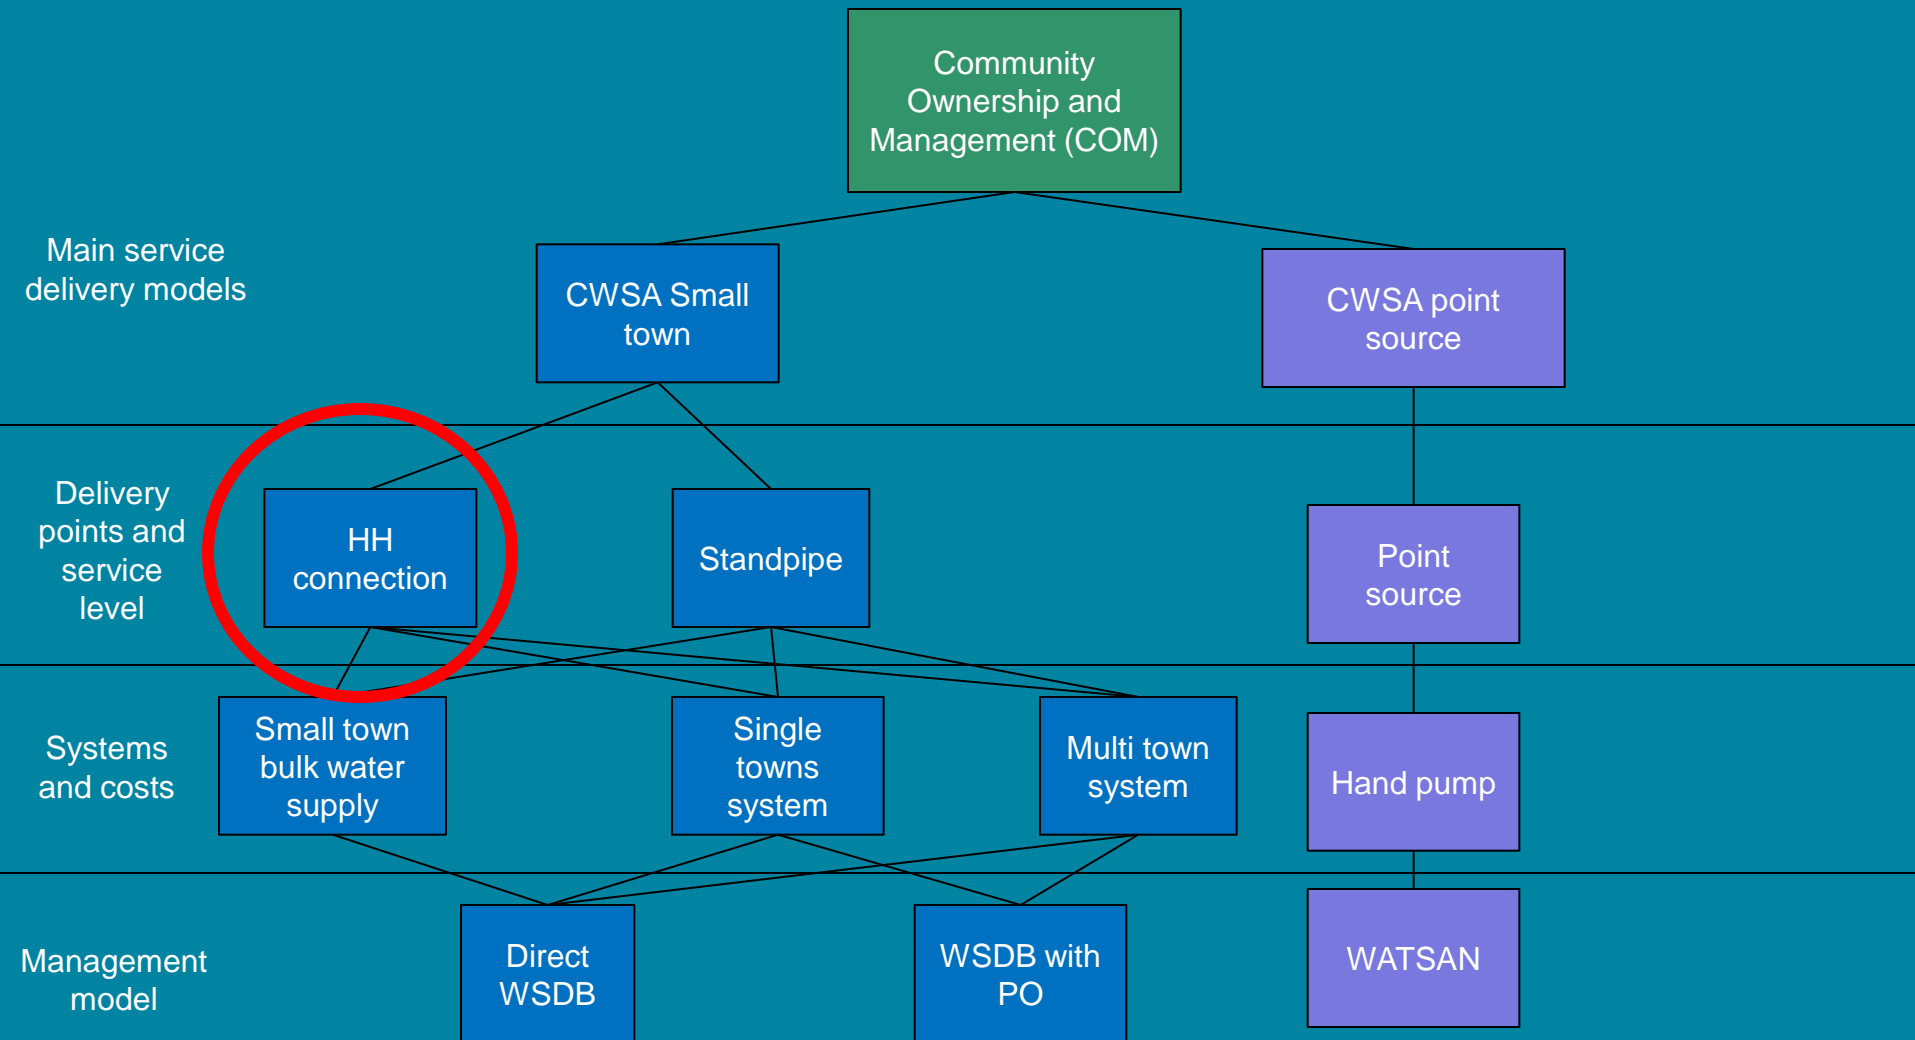 Community
Ownership and
Management (COM)
Main service
delivery models
CWSA Small
town
CWSA point
source
Delivery
points and
service
level
HH
connection
Standpipe
Point
source
Systems
and costs
Small town
bulk water
supply
Single
towns
system
Multi town
system
Hand pump
Management
model
Direct
WSDB
WSDB with
PO
WATSAN